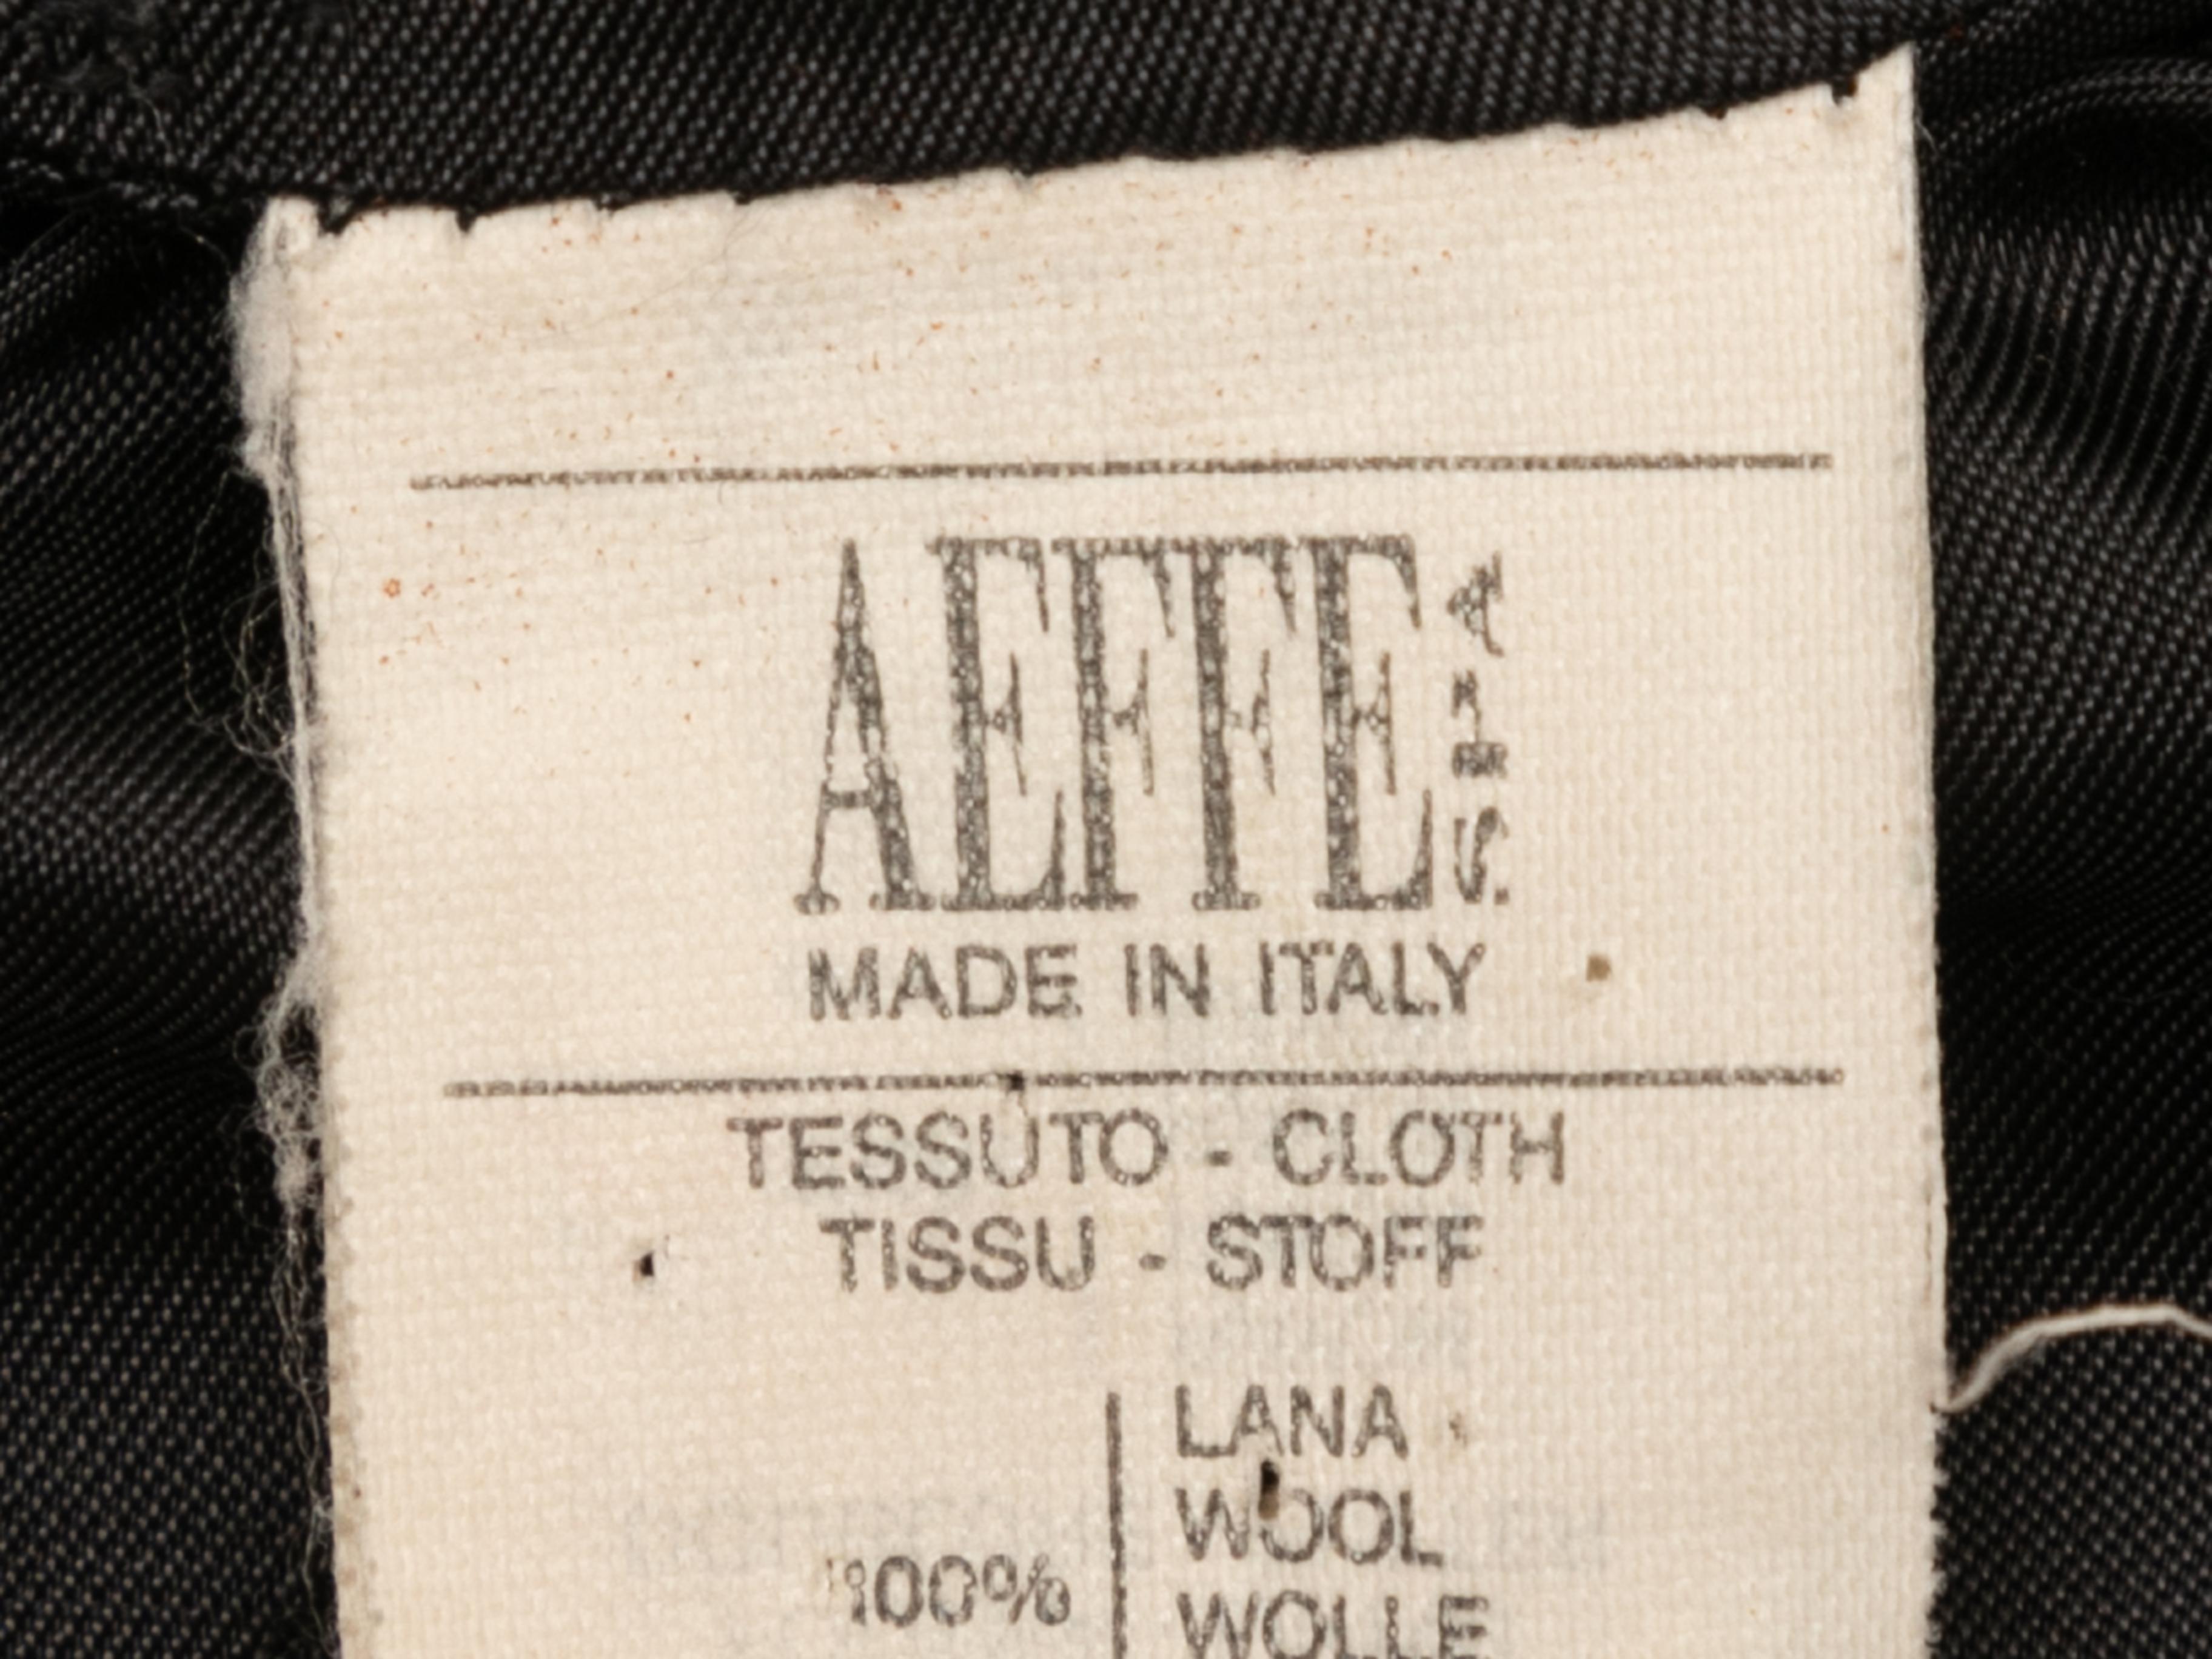 AEFFE S.p.A
MADE IN ITALY
TESSUTO - CLOTH
TISSU - STOFF
LANA
WOOL
100%
WOLLE